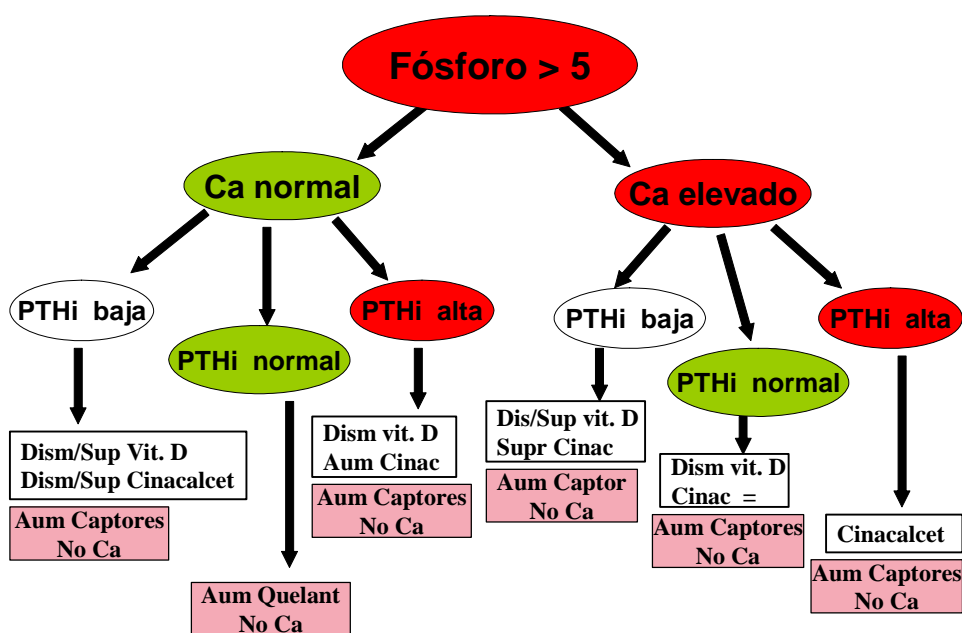 Fósforo > 5
Ca normal
Ca elevado
PTHi baja
PTHi normal
PTHi alta
PTHi baja
PTHi normal
PTHi alta
Dism/Sup Vit. D
Dism/Sup Cinacalcet
Aum Captores
No Ca
Aum Quelant
No Ca
Dism vit. D
Aum Cinac
Aum Captores
No Ca
Dis/Sup vit. D
Supr Cinac
Aum Captor
No Ca
Dism vit. D
Cinac =
Aum Captores
No Ca
Cinacalcet
Aum Captores
No Ca